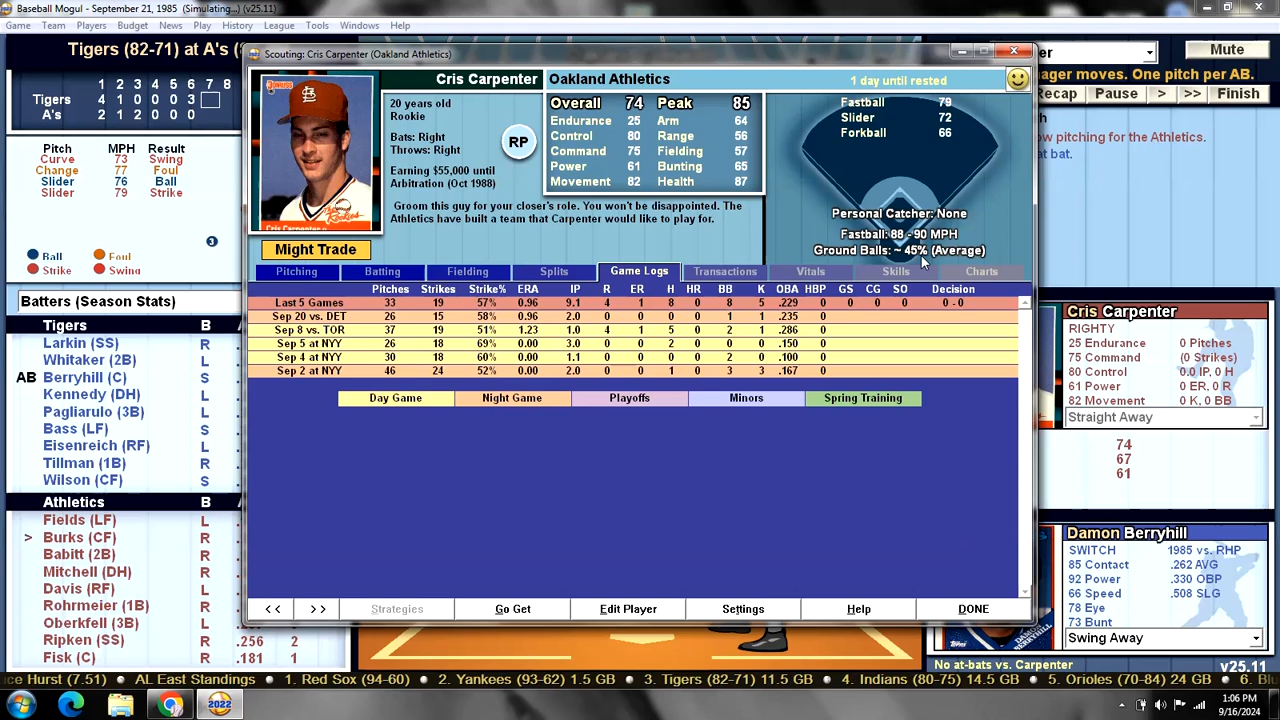 Baseball Mogul - September 21, 1985 (Simulating...) (v25.11)
Game Team Players Budget News Play History League Tools Windows Help
Tigers (82-71) at A's (
1 2 3 4 5 6 7 8
Tigers 4 1 0 0 0 3
A's 2 1 2 0 0 0
Pitch MPH Result
Curve 73 Swing
Change 77 Foul
Slider 76 Ball
Slider 79 Strike
3
Ball Foul
Strike Swing
Batters (Season Stats)
Tigers B
Larkin (SS) R
Whitaker (2B) L
AB Berryhill (C) S
Kennedy (DH) L
Pagliarulo (3B) L
Bass (LF) S
Eisenreich (RF) L
Tillman (1B) R
Wilson (CF) S
Athletics B
Fields (LF) L
> Burks (CF) R
Babitt (2B) R
Mitchell (DH) R
Davis (RF) R
Rohrmeier (1B) R
Oberkfell (3B) L
Ripken (SS) R .256 2
Fisk (C) R .181 1
Scouting: Cris Carpenter (Oakland Athletics)
Donruss
The Rookies
Cris Carpenter
Might Trade
Cris Carpenter
20 years old
Rookie
Bats: Right
Throws: Right
Earning $55,000 until
Arbitration (Oct 1988)
RP
Oakland Athletics
Overall 74 Peak 85
Endurance 25 Arm 64
Control 80 Range 56
Command 75 Fielding 57
Power 61 Bunting 65
Movement 82 Health 87
Groom this guy for your closer's role. You won't be disappointed. The
Athletics have built a team that Carpenter would like to play for.
1 day until rested
Fastball 79
Slider 72
Forkball 66
Personal Catcher: None
Fastball: 88 - 90 MPH
Ground Balls: ~ 45% (Average)
Pitching Batting Fielding Splits Game Logs Transactions Vitals Skills Charts
Pitches Strikes Strike% ERA IP R ER H HR BB K OBA HBP GS CG SO Decision
Last 5 Games 33 19 57% 0.96 9.1 4 1 8 0 8 5 .229 0 0 0 0 0 - 0
Sep 20 vs. DET 26 15 58% 0.96 2.0 0 0 0 0 1 1 .235 0
Sep 8 vs. TOR 37 19 51% 1.23 1.0 4 1 5 0 2 1 .286 0
Sep 5 at NYY 26 18 69% 0.00 3.0 0 0 2 0 0 0 .150 0
Sep 4 at NYY 30 18 60% 0.00 1.1 0 0 0 0 2 0 .100 0
Sep 2 at NYY 46 24 52% 0.00 2.0 0 0 1 0 3 3 .167 0
Day Game Night Game Playoffs Minors Spring Training
<< >> Strategies Go Get Edit Player Settings Help DONE
er
Mute
ager moves. One pitch per AB.
Recap Pause > >> Finish
h
ow pitching for the Athletics.
at bat.
Cris Carpenter
RIGHTY
25 Endurance 0 Pitches
75 Command (0 Strikes)
80 Control 0.0 IP, 0 H
61 Power 0 ER, 0 R
82 Movement 0 K, 0 BB
Straight Away
74
67
61
Damon Berryhill
SWITCH 1985 vs. RHP
85 Contact .262 AVG
92 Power .330 OBP
66 Speed .508 SLG
78 Eye
73 Bunt
Swing Away
Topps
No at-bats vs. Carpenter v25.11
ice Hurst (7.51) • AL East Standings • 1. Red Sox (94-60) • 2. Yankees (93-62) 1.5 GB • 3. Tigers (82-71) 11.5 GB • 4. Indians (80-75) 14.5 GB • 5. Orioles (70-84) 24 GB • 6. Bl
2022
1:06 PM
9/16/2024